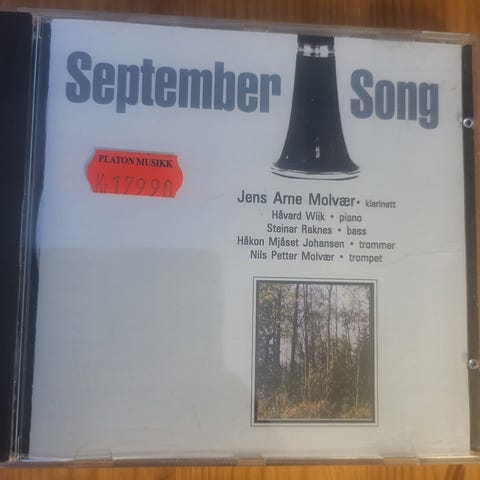 September Song
PLATON MUSIKK
Kr 179 90
Jens Arne Molvær • klarinett
Håvard Wiik • piano
Steinar Raknes • bass
Håkon Mjåset Johansen • trommer
Nils Petter Molvær • trompet